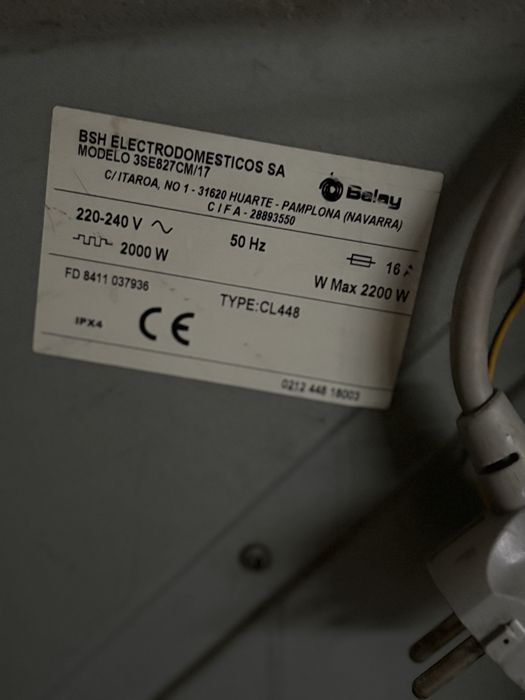 BSH ELECTRODOMESTICOS SA
MODELO 3SE827CM/17
Balay
C/ ITAROA, NO 1 - 31620 HUARTE - PAMPLONA (NAVARRA)
C I F A - 28893550
220-240 V
50 Hz
16
2000 W
W Max 2200 W
FD 8411 037936
TYPE:CL448
IPX4
CE
0212 448 18003